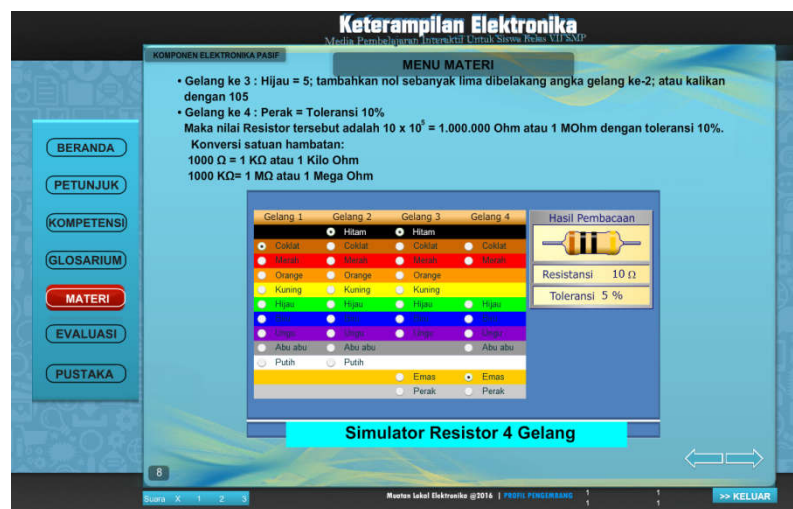 Keterampilan Elektronika
Media Pembelajaran Interaktif Untuk Siswa Kelas VII SMP
KOMPONEN ELEKTRONIKA PASIF
MENU MATERI
• Gelang ke 3 : Hijau = 5; tambahkan nol sebanyak lima dibelakang angka gelang ke-2; atau kalikan
dengan 105
• Gelang ke 4 : Perak = Toleransi 10%
Maka nilai Resistor tersebut adalah 10 x 10⁵ = 1.000.000 Ohm atau 1 MOhm dengan toleransi 10%.
Konversi satuan hambatan:
1000 Ω = 1 KΩ atau 1 Kilo Ohm
1000 KΩ= 1 MΩ atau 1 Mega Ohm
BERANDA
PETUNJUK
KOMPETENSI
GLOSARIUM
MATERI
EVALUASI
PUSTAKA
Gelang 1 Gelang 2 Gelang 3 Gelang 4
Hitam Hitam
Coklat Coklat Coklat Coklat
Merah Merah Merah Merah
Orange Orange Orange
Kuning Kuning Kuning
Hijau Hijau Hijau Hijau
Ungu Ungu Ungu Ungu
Abu abu Abu abu Abu abu
Putih Putih
Emas Emas
Perak Perak
Hasil Pembacaan
Resistansi 10 Ω
Toleransi 5 %
Simulator Resistor 4 Gelang
8
Suara X 1 2 3
Muatan Lokal Elektronika @2016 | PROFIL PENGEMBANG
1 1
1 1
>> KELUAR